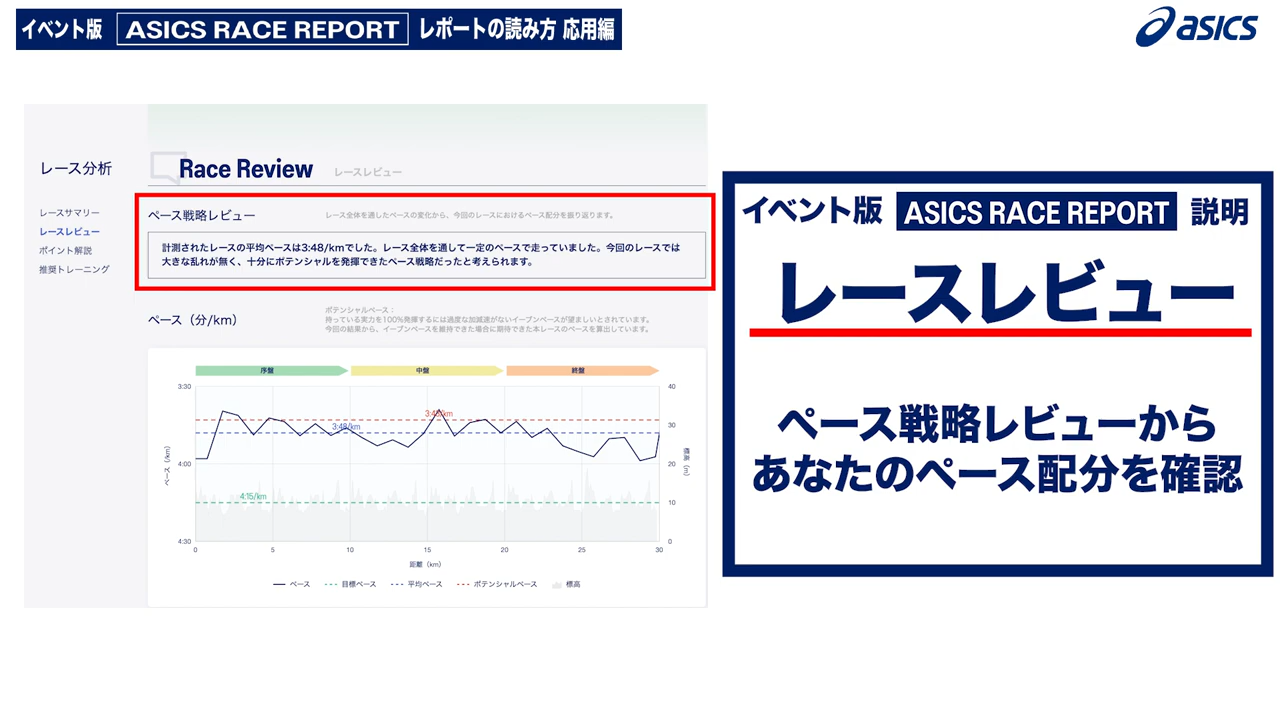 イベント版 ASICS RACE REPORT レポートの読み方 応用編
asics
レース分析
レースサマリー
レースレビュー
ポイント解説
推奨トレーニング
Race Review レースレビュー
ペース戦略レビュー レース全体を通したペースの変化から、今回のレースにおけるペース配分を振り返ります。
計測されたレースの平均ペースは3:48/kmでした。レース全体を通して一定のペースで走っていました。今回のレースでは
大きな乱れが無く、十分にポテンシャルを発揮できたペース戦略だったと考えられます。
ペース（分/km）
ポテンシャルペース：
持っている実力を100%発揮するには過度な加減速がないイーブンペースが望ましいとされています。
今回の結果から、イーブンペースを維持できた場合に期待できた本レースのペースを算出しています。
序盤 中盤 終盤
3:30 40
3:43/km
3:48/km 30
4:00 20
4:15/km 10
4:30 0
ペース（/km）
標高（m）
0 5 10 15 20 25 30
距離（km）
ペース 目標ペース 平均ペース ポテンシャルペース 標高
イベント版 ASICS RACE REPORT 説明
レースレビュー
ペース戦略レビューから
あなたのペース配分を確認